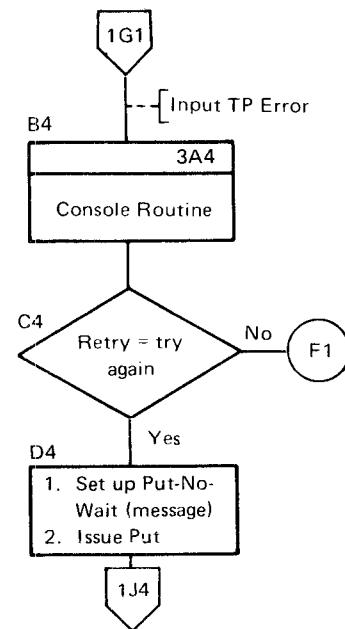 1G1
Input TP Error
B4
3A4
Console Routine
C4
Retry = try
again
No
F1
Yes
D4
1. Set up Put-No-
Wait (message)
2. Issue Put
1J4